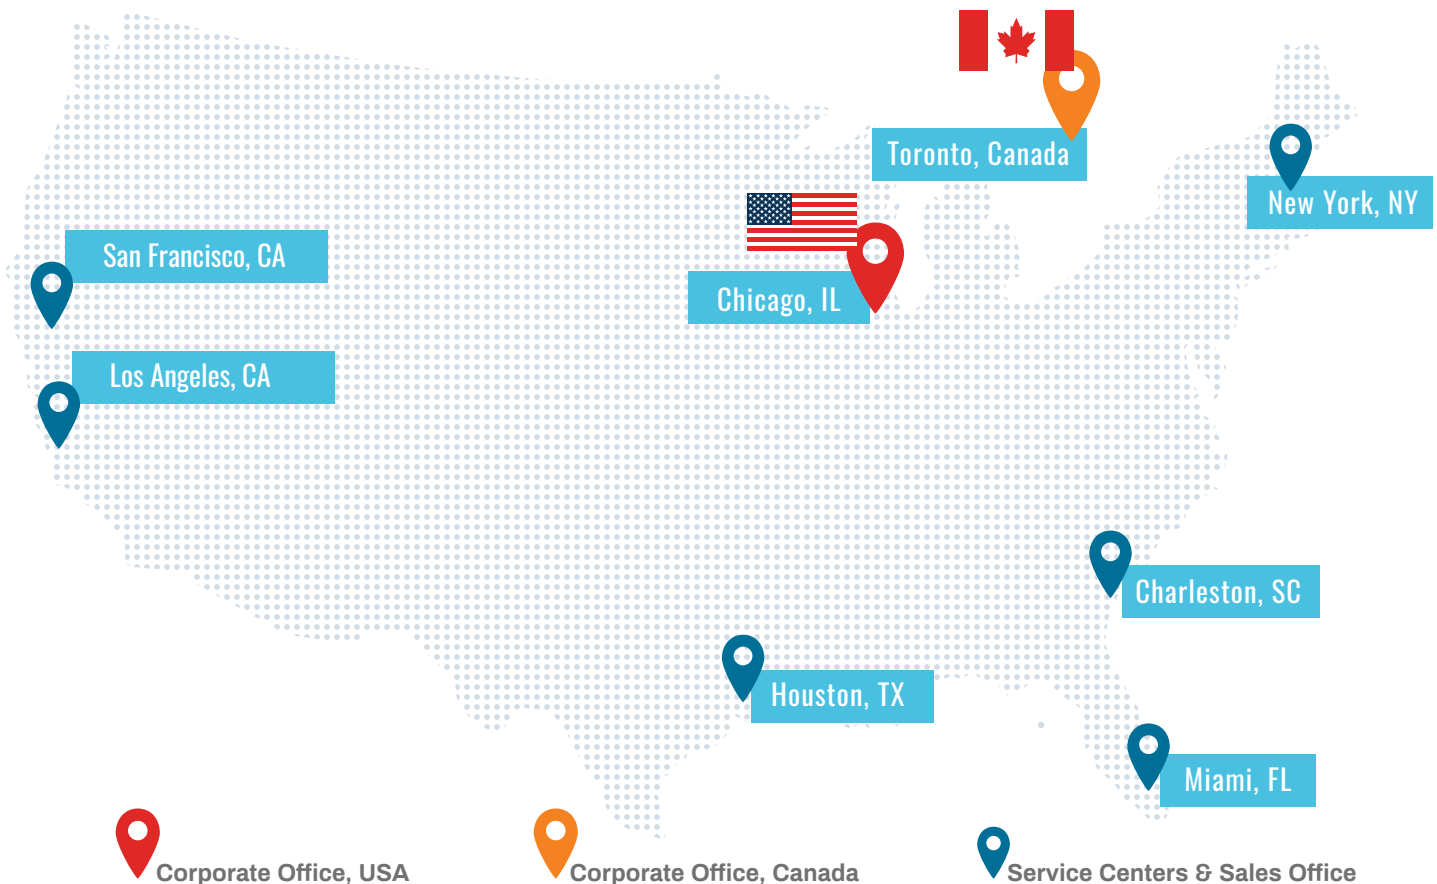 Toronto, Canada
New York, NY
San Francisco, CA
Chicago, IL
Los Angeles, CA
Charleston, SC
Houston, TX
Miami, FL
Corporate Office, USA
Corporate Office, Canada
Service Centers & Sales Office